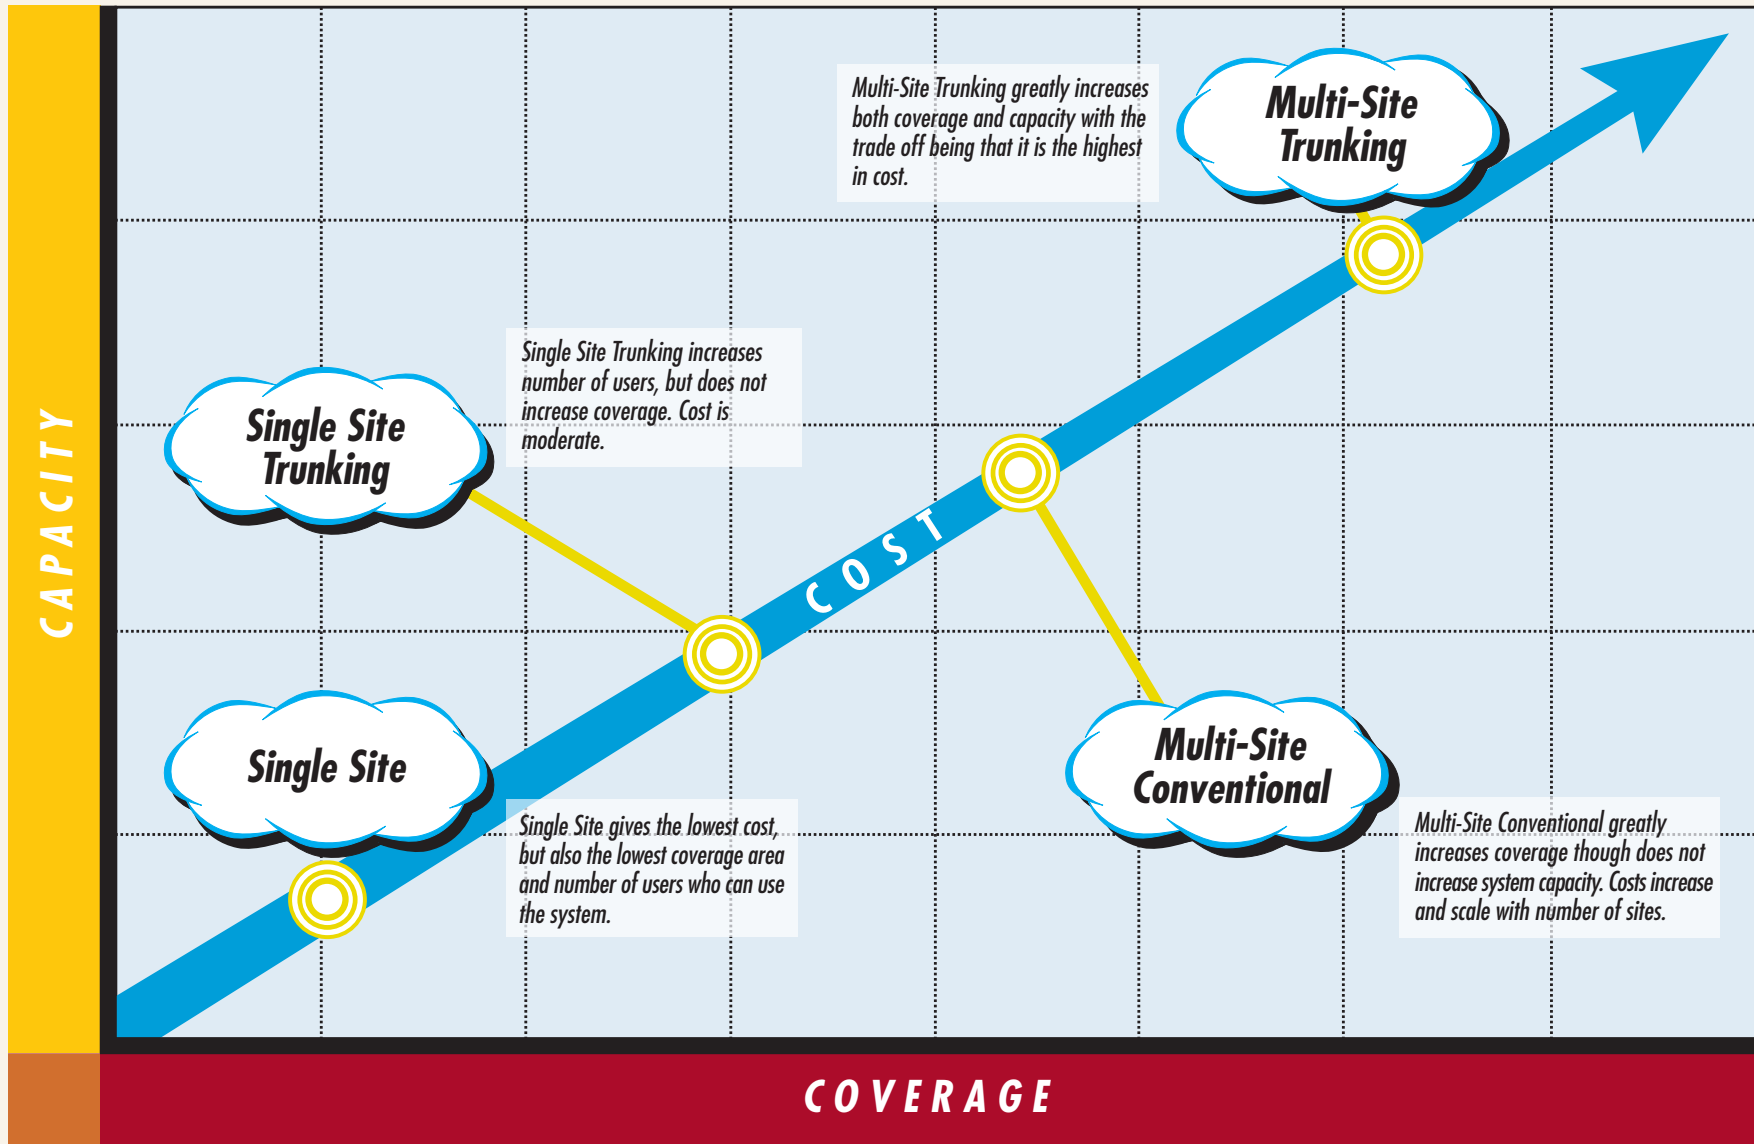 Multi-Site Trunking greatly increases
both coverage and capacity with the
trade off being that it is the highest
in cost.
Multi-Site
Trunking
Single Site Trunking increases
number of users, but does not
increase coverage. Cost is
moderate.
Single Site
Trunking
CAPACITY
COST
Single Site
Single Site gives the lowest cost,
but also the lowest coverage area
and number of users who can use
the system.
Multi-Site
Conventional
Multi-Site Conventional greatly
increases coverage though does not
increase system capacity. Costs increase
and scale with number of sites.
COVERAGE